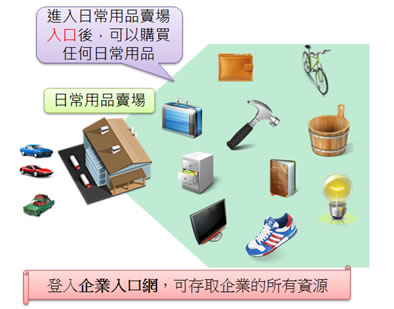 進入日常用品賣場
入口後，可以購買
任何日常用品
日常用品賣場
登入企業入口網，可存取企業的所有資源